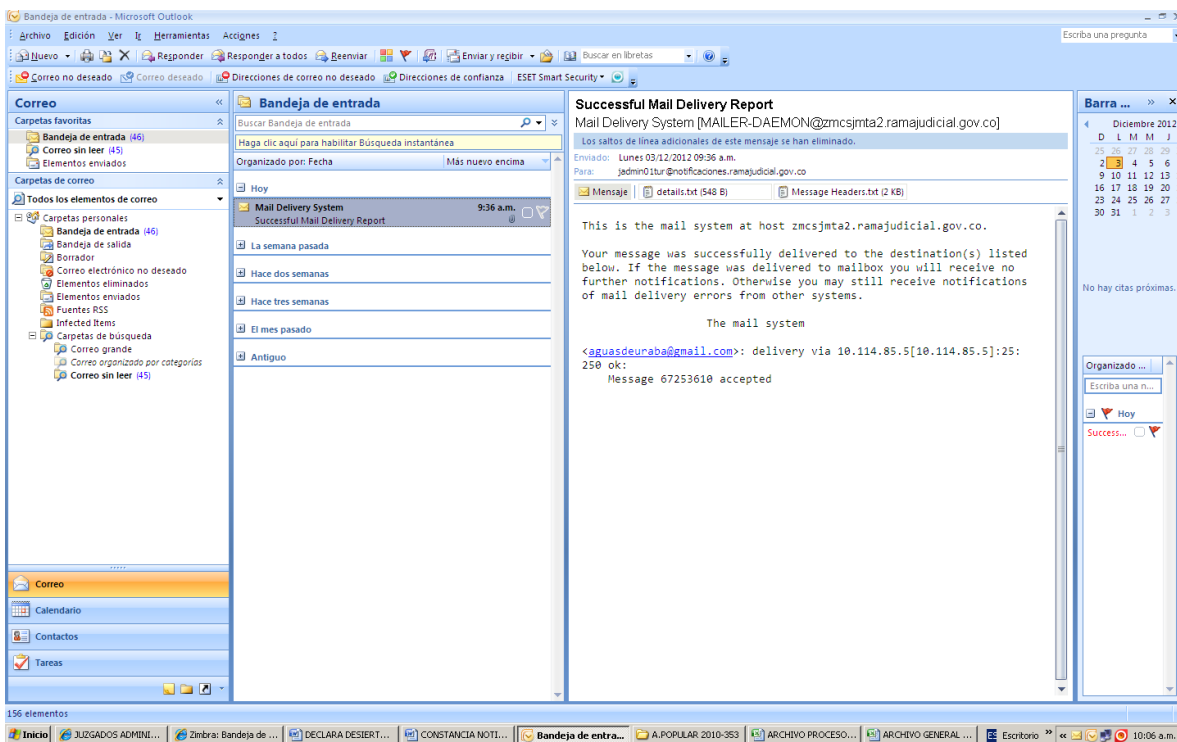 Bandeja de entrada - Microsoft Outlook
Archivo Edición Ver Ir Herramientas Acciones ?
Escriba una pregunta
Nuevo Responder Responder a todos Reenviar Enviar y recibir Buscar en libretas
Correo no deseado Correo deseado Direcciones de correo no deseado Direcciones de confianza ESET Smart Security
Correo
Carpetas favoritas
Bandeja de entrada (46)
Correo sin leer (45)
Elementos enviados
Carpetas de correo
Todos los elementos de correo
Carpetas personales
Bandeja de entrada (46)
Bandeja de salida
Borrador
Correo electrónico no deseado
Elementos eliminados
Elementos enviados
Fuentes RSS
Infected Items
Carpetas de búsqueda
Correo grande
Correo organizado por categorías
Correo sin leer (45)
Correo
Calendario
Contactos
Tareas
Bandeja de entrada
Buscar Bandeja de entrada
Haga clic aquí para habilitar Búsqueda instantánea
Organizado por: Fecha Más nuevo encima
Hoy
Mail Delivery System 9:36 a.m.
Successful Mail Delivery Report
La semana pasada
Hace dos semanas
Hace tres semanas
El mes pasado
Antiguo
Successful Mail Delivery Report
Mail Delivery System [MAILER-DAEMON@zmcsjmta2.ramajudicial.gov.co]
Los saltos de línea adicionales de este mensaje se han eliminado.
Enviado: Lunes 03/12/2012 09:36 a.m.
Para: jadmin01tur@notificaciones.ramajudicial.gov.co
Mensaje details.txt (548 B) Message Headers.txt (2 KB)
This is the mail system at host zmcsjmta2.ramajudicial.gov.co.
Your message was successfully delivered to the destination(s) listed
below. If the message was delivered to mailbox you will receive no
further notifications. Otherwise you may still receive notifications
of mail delivery errors from other systems.
The mail system
<aguasdeuraba@gmail.com>: delivery via 10.114.85.5[10.114.85.5]:25:
250 ok:
Message 67253610 accepted
Barra ...
Diciembre 2012
D L M M J
25 26 27 28 29
2 3 4 5 6
9 10 11 12 13
16 17 18 19 20
23 24 25 26 27
30 31 1 2 3
No hay citas próximas.
Organizado ...
Escriba una n...
Hoy
Success...
156 elementos
Inicio JUZGADOS ADMINI... Zimbra: Bandeja de ... DECLARA DESIERT... CONSTANCIA NOTI... Bandeja de entra... A.POPULAR 2010-353 ARCHIVO PROCESO... ARCHIVO GENERAL ... Escritorio 10:06 a.m.